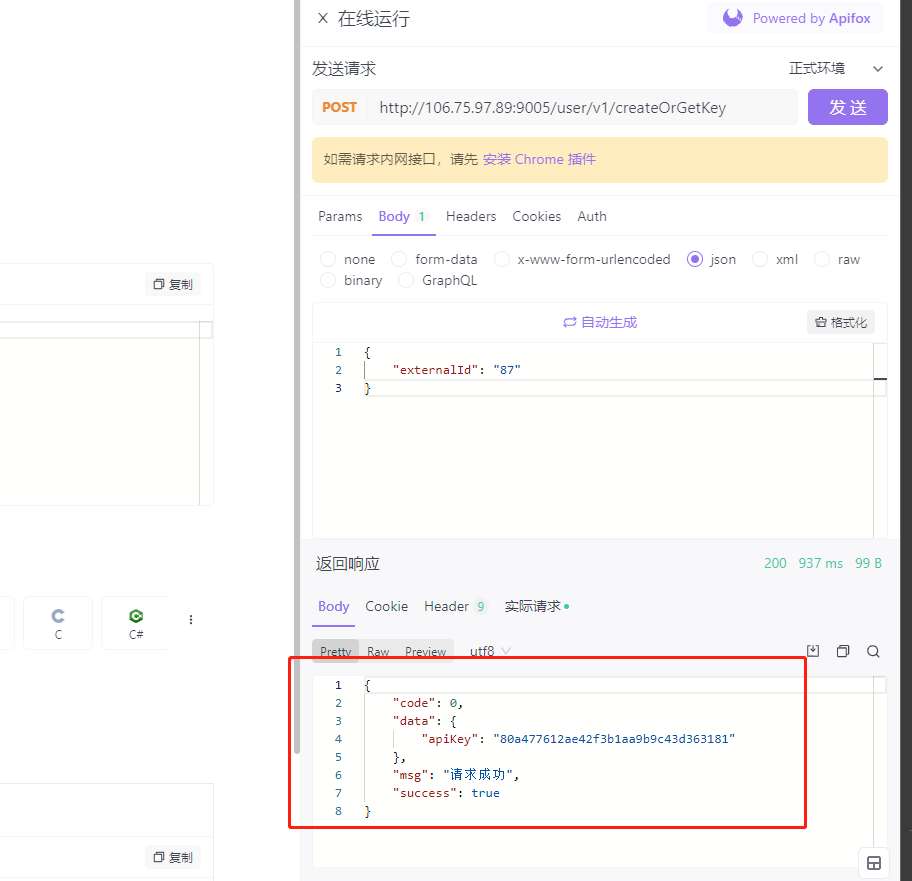 在线运行
Powered by Apifox
发送请求
正式环境
POST http://106.75.97.89:9005/user/v1/createOrGetKey
发 送
如需请求内网接口，请先 安装 Chrome 插件
Params Body 1 Headers Cookies Auth
none form-data x-www-form-urlencoded json xml raw
binary GraphQL
复制
自动生成
格式化
1 {
2 "externalId": "87"
3 }
返回响应
200 937 ms 99 B
Body Cookie Header 9 实际请求
C
C#
Pretty Raw Preview utf8
1 {
2 "code": 0,
3 "data": {
4 "apiKey": "80a477612ae42f3b1aa9b9c43d363181"
5 },
6 "msg": "请求成功",
7 "success": true
8 }
复制